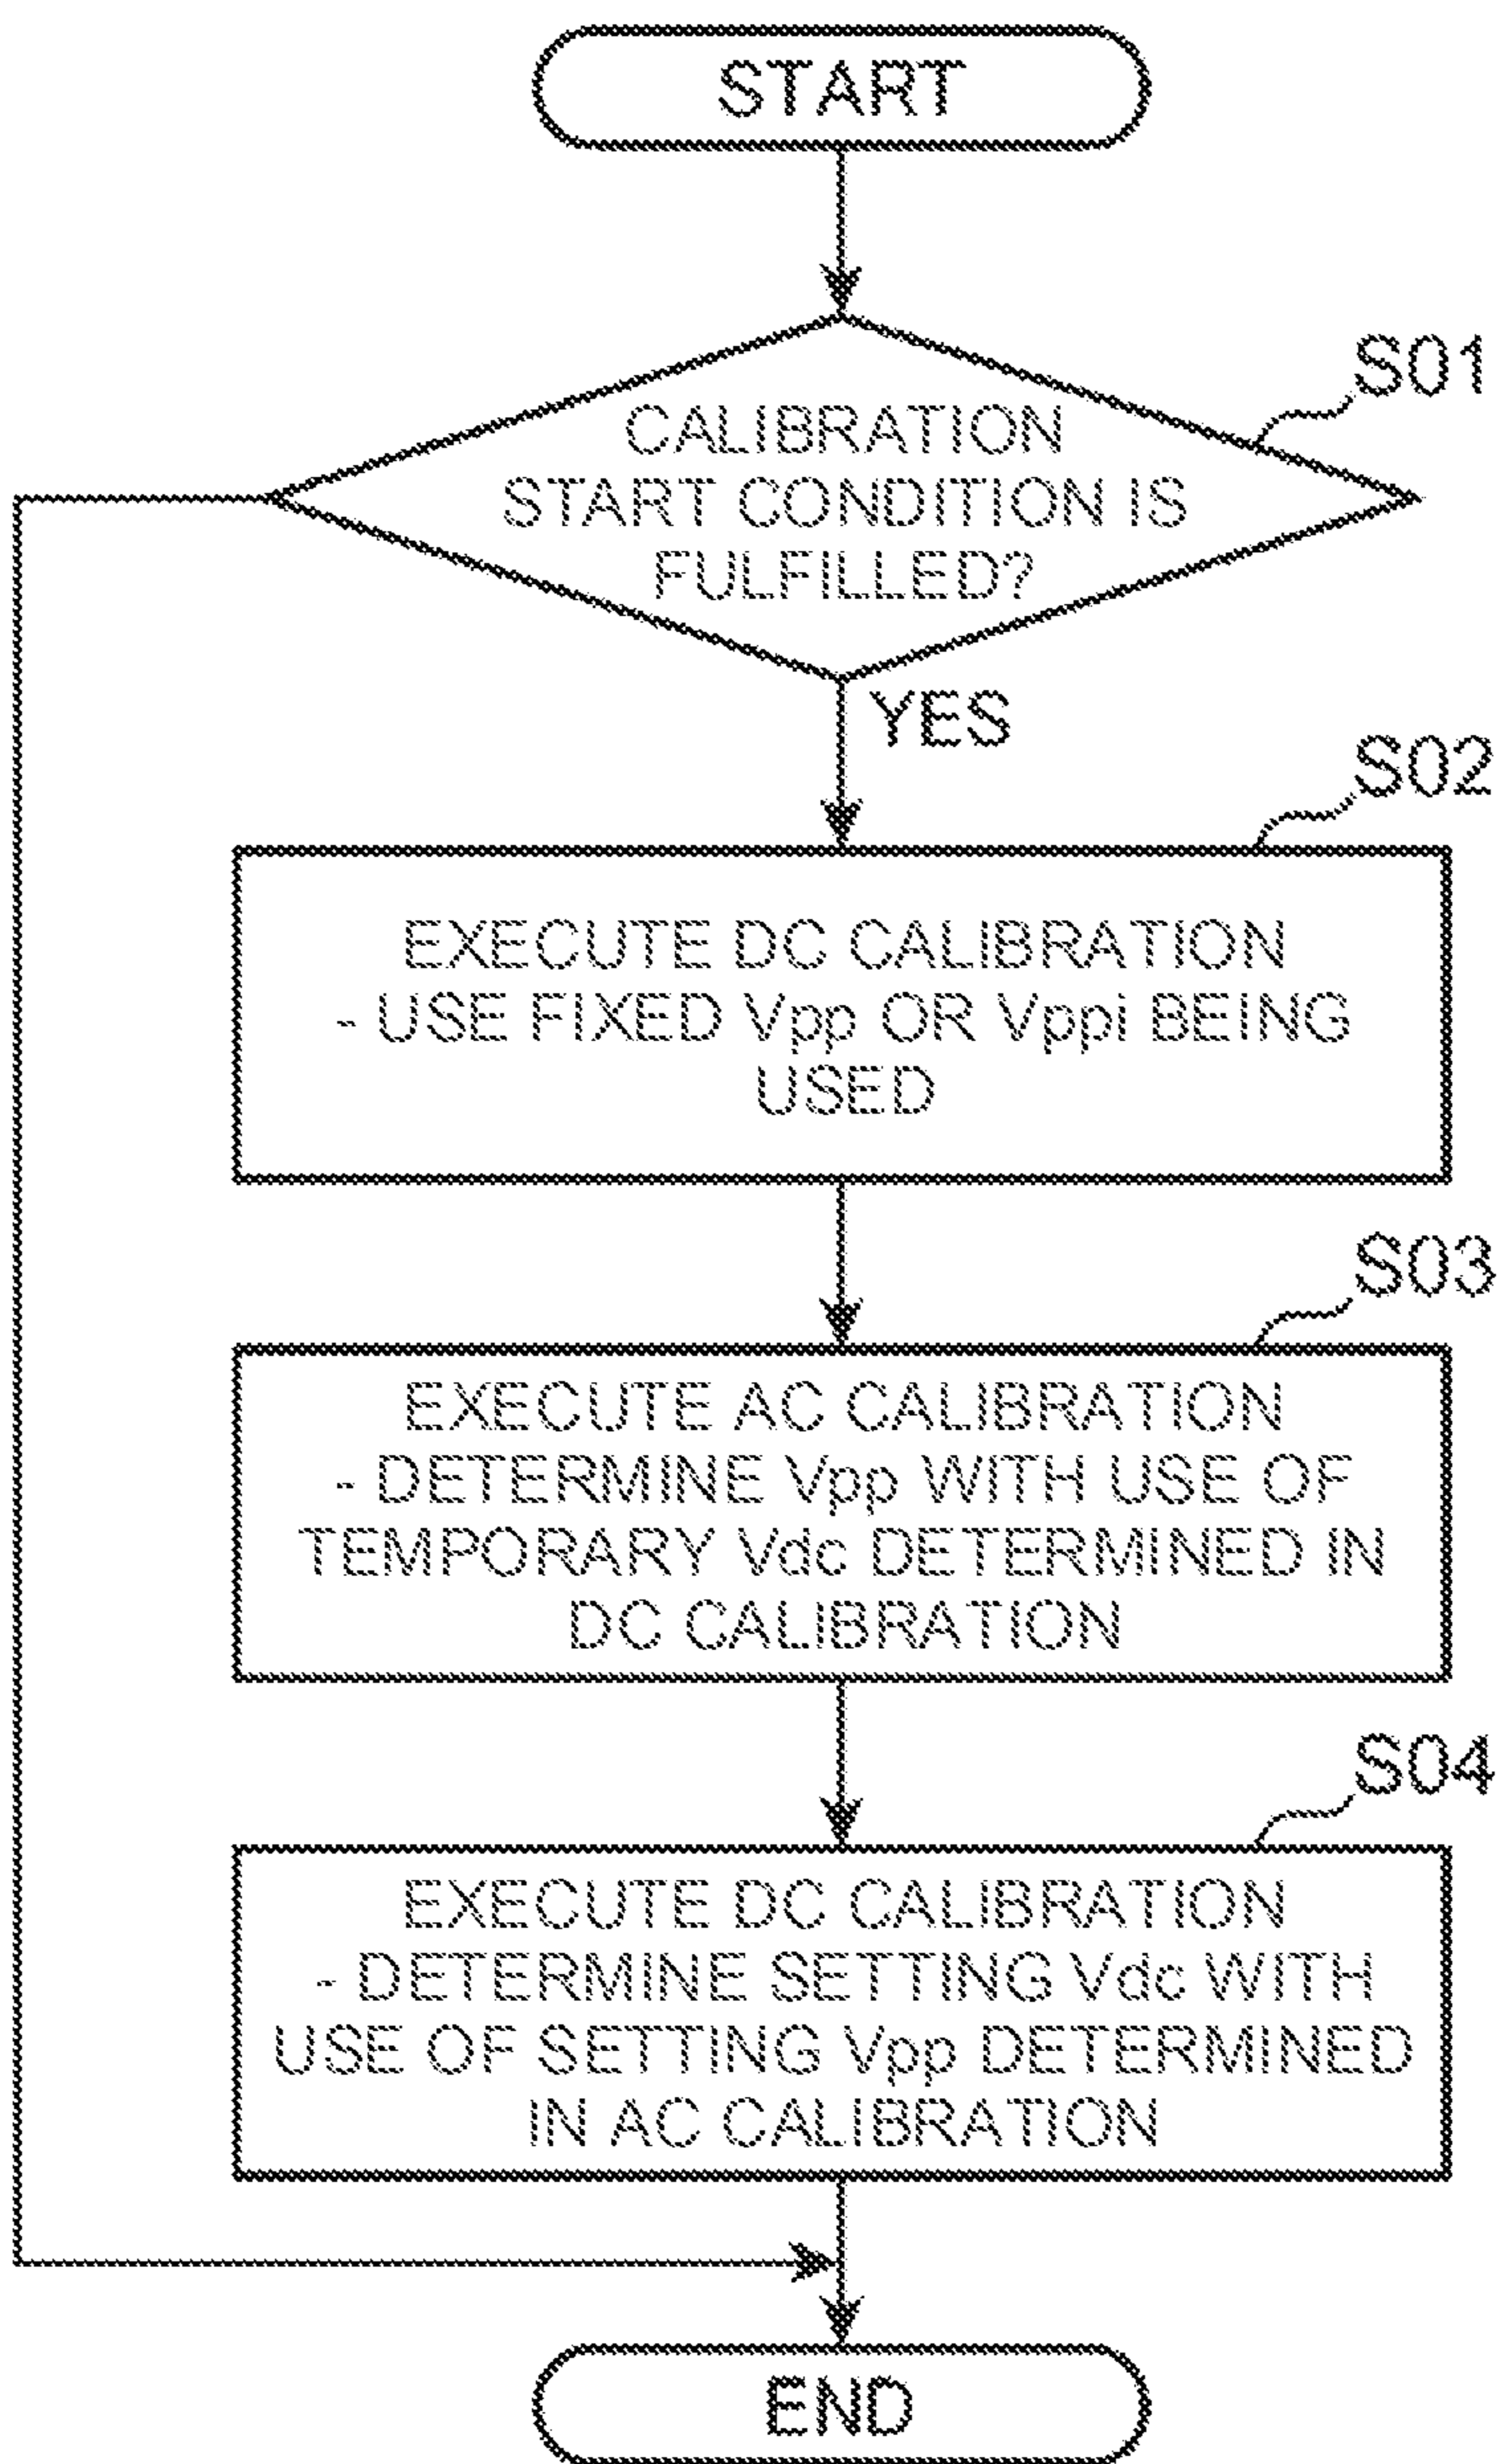 START
S01
CALIBRATION
START CONDITION IS
FULFILLED?
YES
S02
EXECUTE DC CALIBRATION
- USE FIXED Vpp OR Vppi BEING
USED
S03
EXECUTE AC CALIBRATION
- DETERMINE Vpp WITH USE OF
TEMPORARY Vdc DETERMINED IN
DC CALIBRATION
S04
EXECUTE DC CALIBRATION
- DETERMINE SETTING Vdc WITH
USE OF SETTING Vpp DETERMINED
IN AC CALIBRATION
END